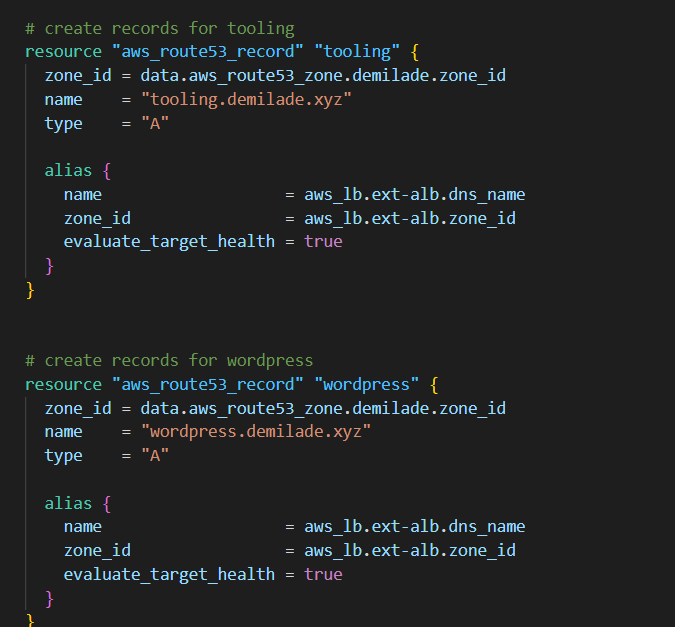 # create records for tooling
resource "aws_route53_record" "tooling" {
  zone_id = data.aws_route53_zone.demilade.zone_id
  name    = "tooling.demilade.xyz"
  type    = "A"

  alias {
    name                   = aws_lb.ext-alb.dns_name
    zone_id                = aws_lb.ext-alb.zone_id
    evaluate_target_health = true
  }
}


# create records for wordpress
resource "aws_route53_record" "wordpress" {
  zone_id = data.aws_route53_zone.demilade.zone_id
  name    = "wordpress.demilade.xyz"
  type    = "A"

  alias {
    name                   = aws_lb.ext-alb.dns_name
    zone_id                = aws_lb.ext-alb.zone_id
    evaluate_target_health = true
  }
}